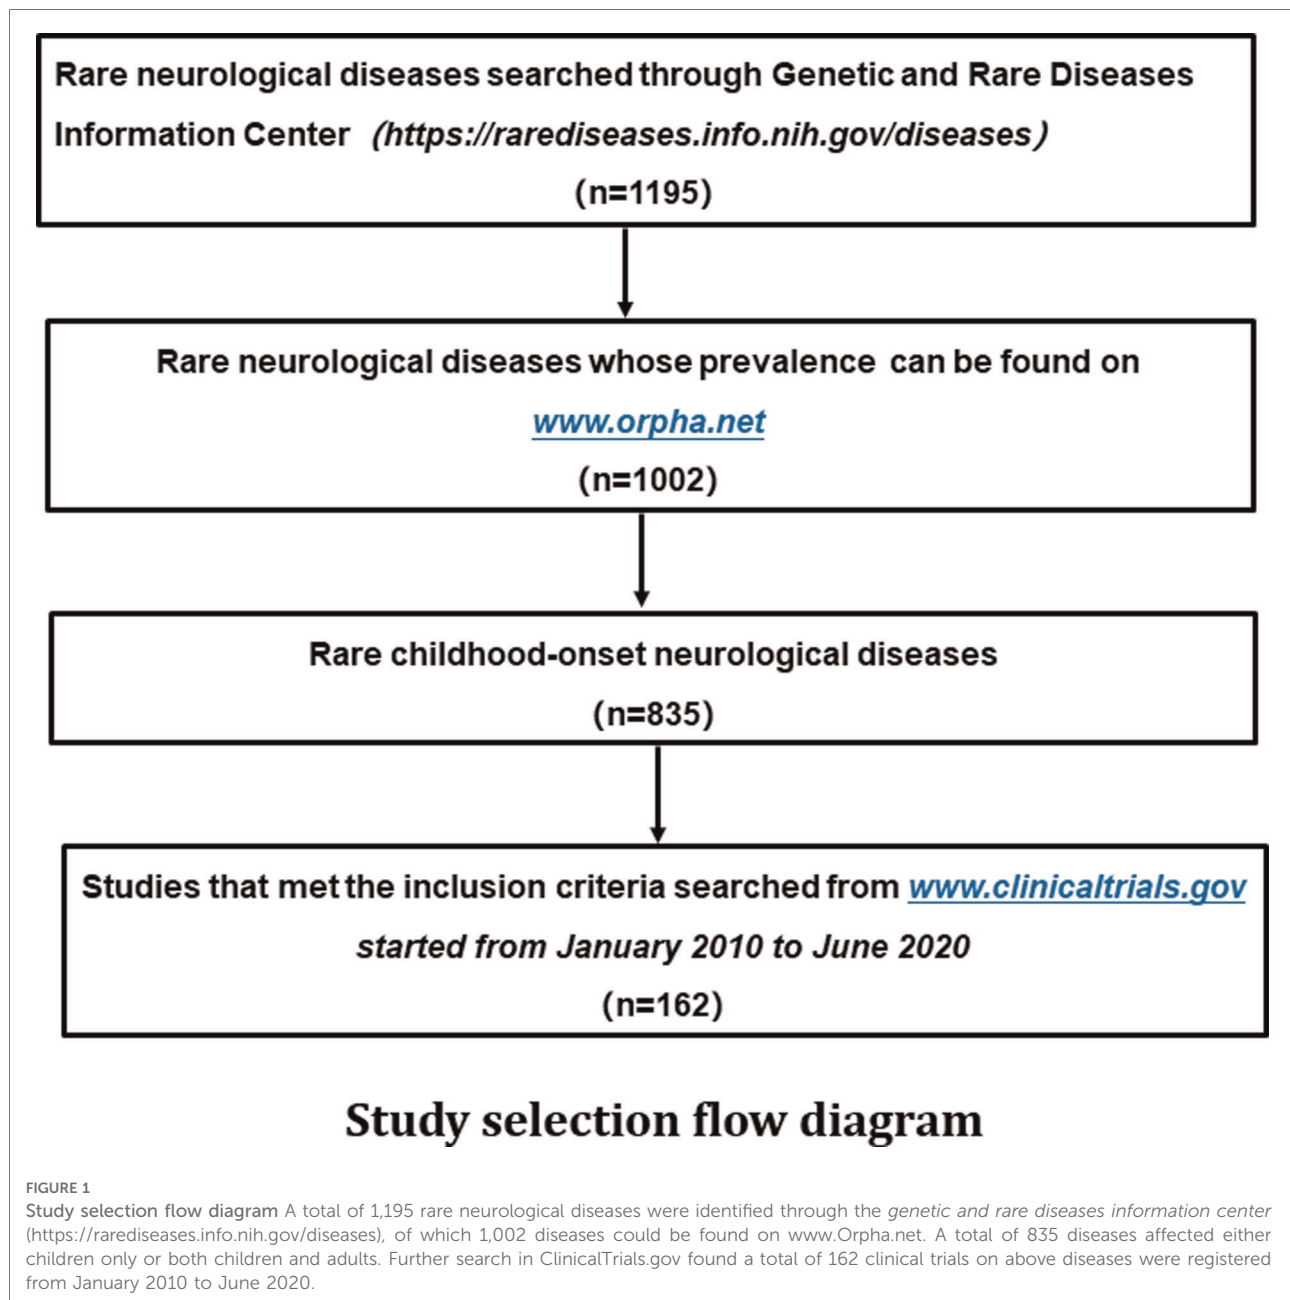 Rare neurological diseases searched through Genetic and Rare Diseases
Information Center (https://rarediseases.info.nih.gov/diseases)
(n=1195)
Rare neurological diseases whose prevalence can be found on
www.orpha.net
(n=1002)
Rare childhood-onset neurological diseases
(n=835)
Studies that met the inclusion criteria searched from www.clinicaltrials.gov
started from January 2010 to June 2020
(n=162)
Study selection flow diagram
FIGURE 1
Study selection flow diagram A total of 1,195 rare neurological diseases were identified through the genetic and rare diseases information center
(https://rarediseases.info.nih.gov/diseases), of which 1,002 diseases could be found on www.Orpha.net. A total of 835 diseases affected either
children only or both children and adults. Further search in ClinicalTrials.gov found a total of 162 clinical trials on above diseases were registered
from January 2010 to June 2020.